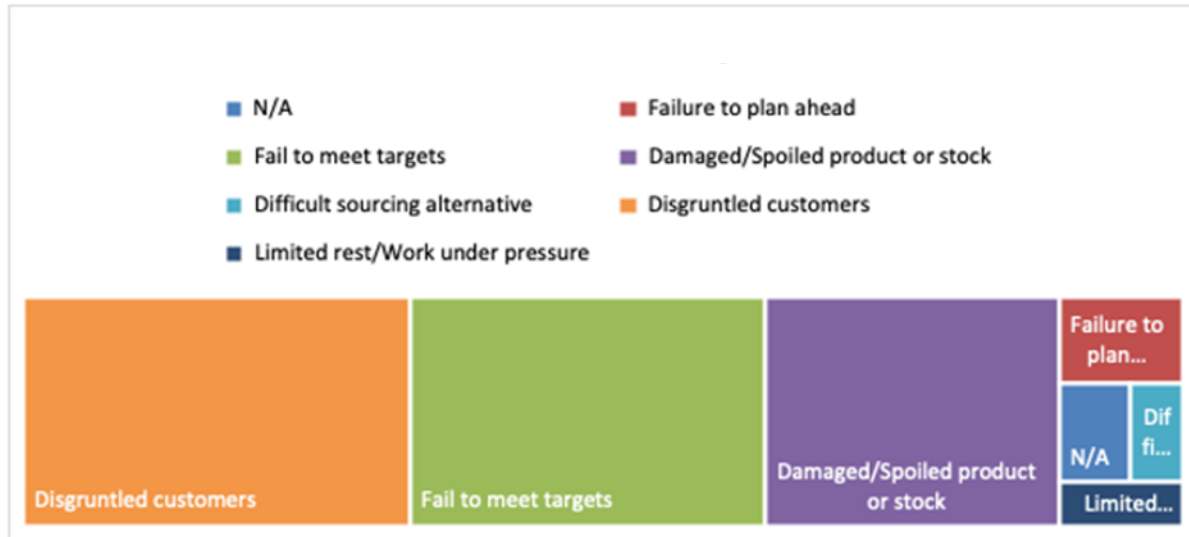 N/A
Failure to plan ahead
Fail to meet targets
Damaged/Spoiled product or stock
Difficult sourcing alternative
Disgruntled customers
Limited rest/Work under pressure
Disgruntled customers
Fail to meet targets
Damaged/Spoiled product
or stock
Failure to
plan...
N/A
Dif
fi...
Limited...